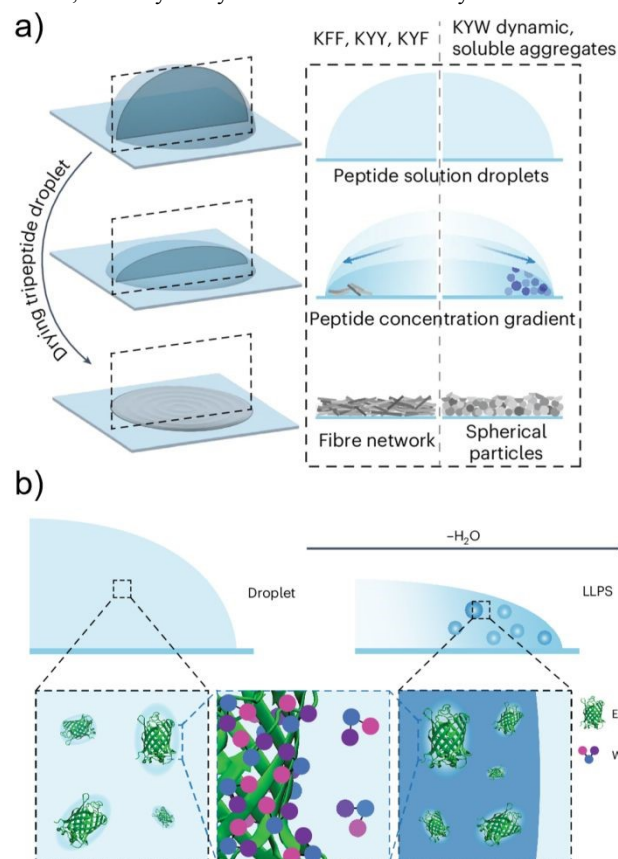 a)
KFF, KYY, KYF
KYW dynamic,
soluble aggregates
Drying tripeptide droplet
Peptide solution droplets
Peptide concentration gradient
Fibre network
Spherical
particles
b)
–H₂O
Droplet
LLPS
E
W